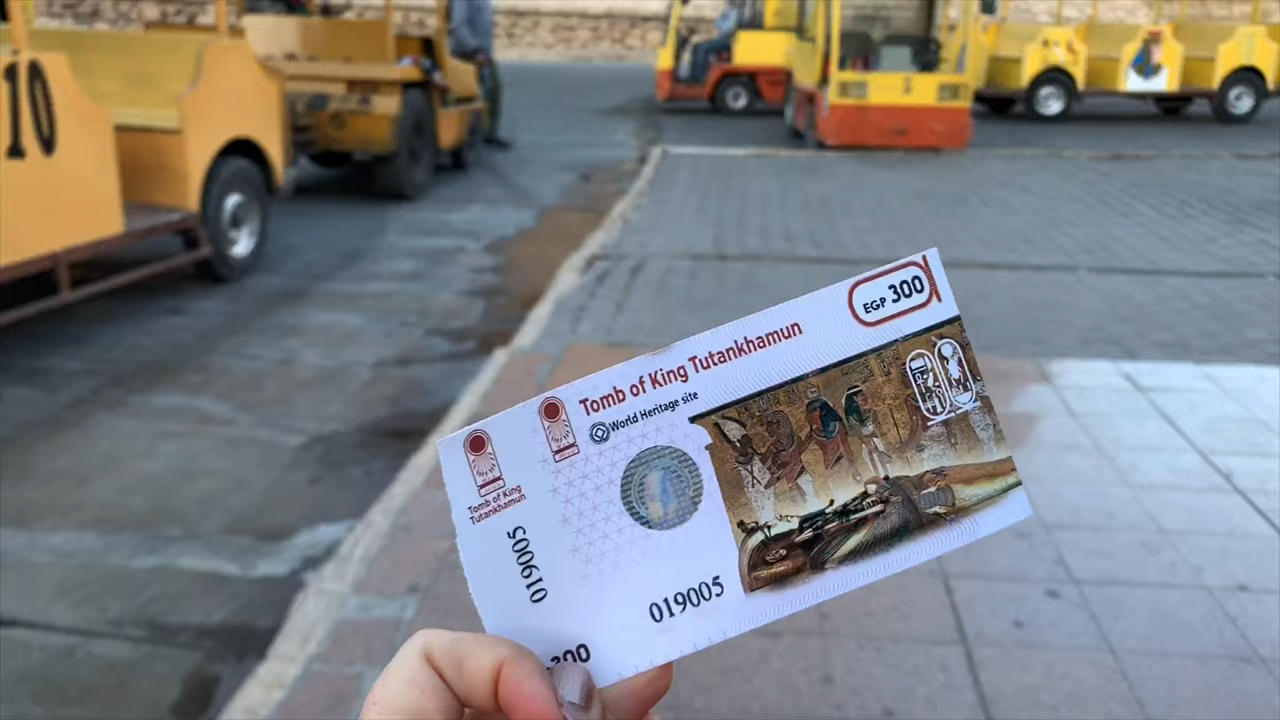 10
EGP 300
Tomb of King Tutankhamun
World Heritage site
Tomb of King
Tutankhamun
019005
019005
300